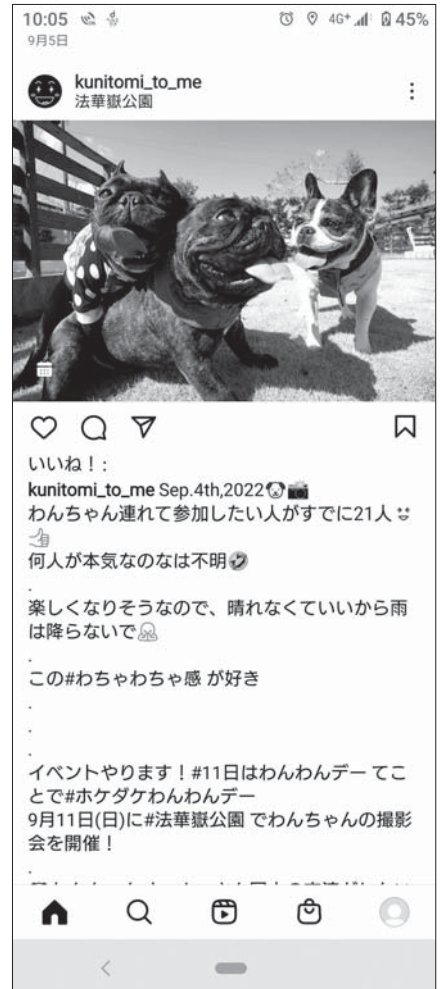 10:05 4G+ 45%
9月5日
kunitomi_to_me
法華嶽公園
いいね！:
kunitomi_to_me Sep.4th,2022🐶📷
わんちゃん連れて参加したい人がすでに21人
👍
何人が本気なのなは不明🤣
.
楽しくなりそうなので、晴れなくていいから雨
は降らないで
.
この#わちゃわちゃ感 が好き
.
.
.
イベントやります！#11日はわんわんデー てこ
とで#ホケダケわんわんデー
9月11日(日)に#法華嶽公園 でわんちゃんの撮影
会を開催！
.